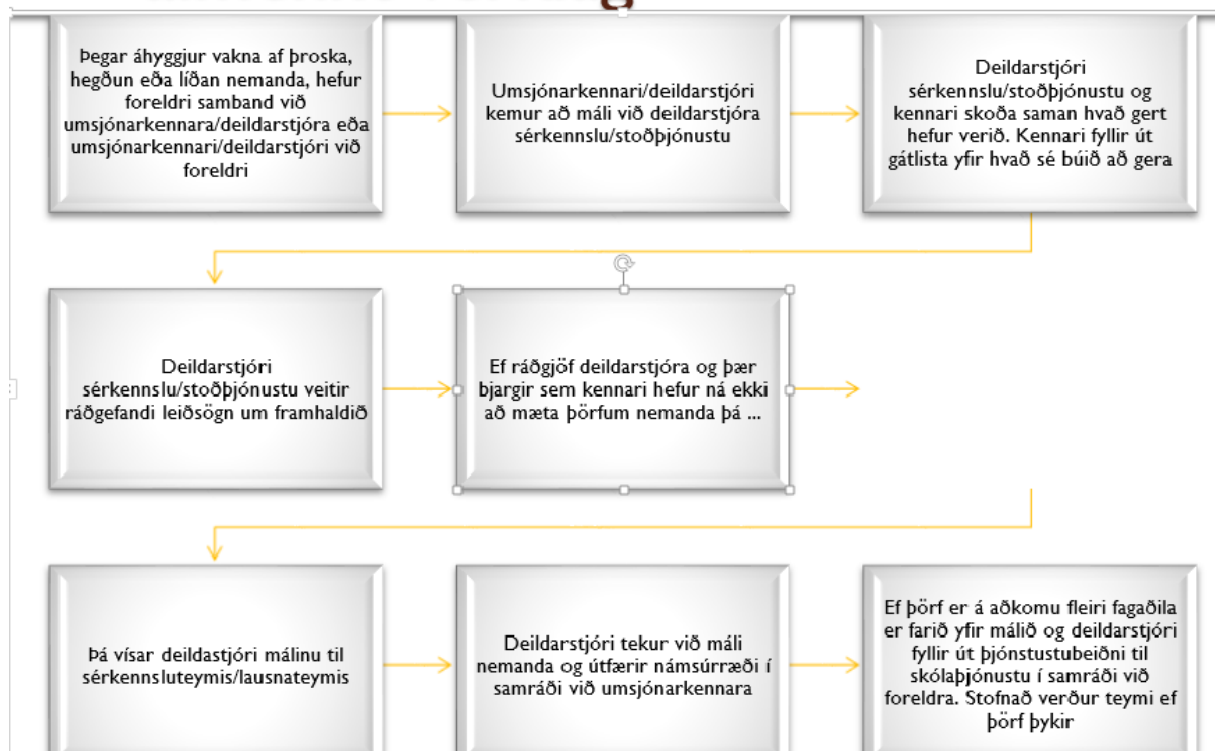 Þegar áhyggjur vakna af þroska,
hegðun eða líðan nemanda, hefur
foreldri samband við
umsjónarkennara/deildarstjóra eða
umsjónarkennari/deildarstjóri við
foreldri
Umsjónarkennari/deildarstjóri
kemur að máli við deildarstjóra
sérkennslu/stoðþjónustu
Deildarstjóri
sérkennslu/stoðþjónustu og
kennari skoða saman hvað gert
hefur verið. Kennari fyllir út
gátlista yfir hvað sé búið að gera
Deildarstjóri
sérkennslu/stoðþjónustu veitir
ráðgefandi leiðsögn um framhaldið
Ef ráðgjöf deildarstjóra og þær
bjargir sem kennari hefur ná ekki
að mæta þörfum nemanda þá ...
Þá vísar deildastjóri málinu til
sérkennsluteymis/lausnateymis
Deildarstjóri tekur við máli
nemanda og útfærir námsúrræði í
samráði við umsjónarkennara
Ef þörf er á aðkomu fleiri fagaðila
er farið yfir málið og deildarstjóri
fyllir út þjónstustubeiðni til
skólaþjónustu í samráði við
foreldra. Stofnað verður teymi ef
þörf þykir